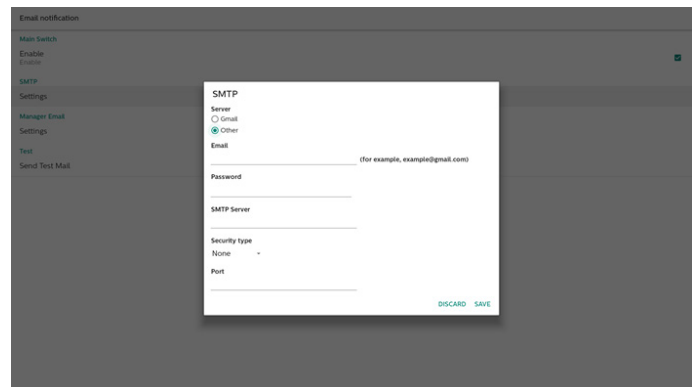 Email notification
Main Switch
Enable
Enable
SMTP
Settings
Manager Email
Settings
Test
Send Test Mail
SMTP
Server
Gmail
Other
Email
(for example, example@gmail.com)
Password
SMTP Server
Security type
None
Port
DISCARD SAVE